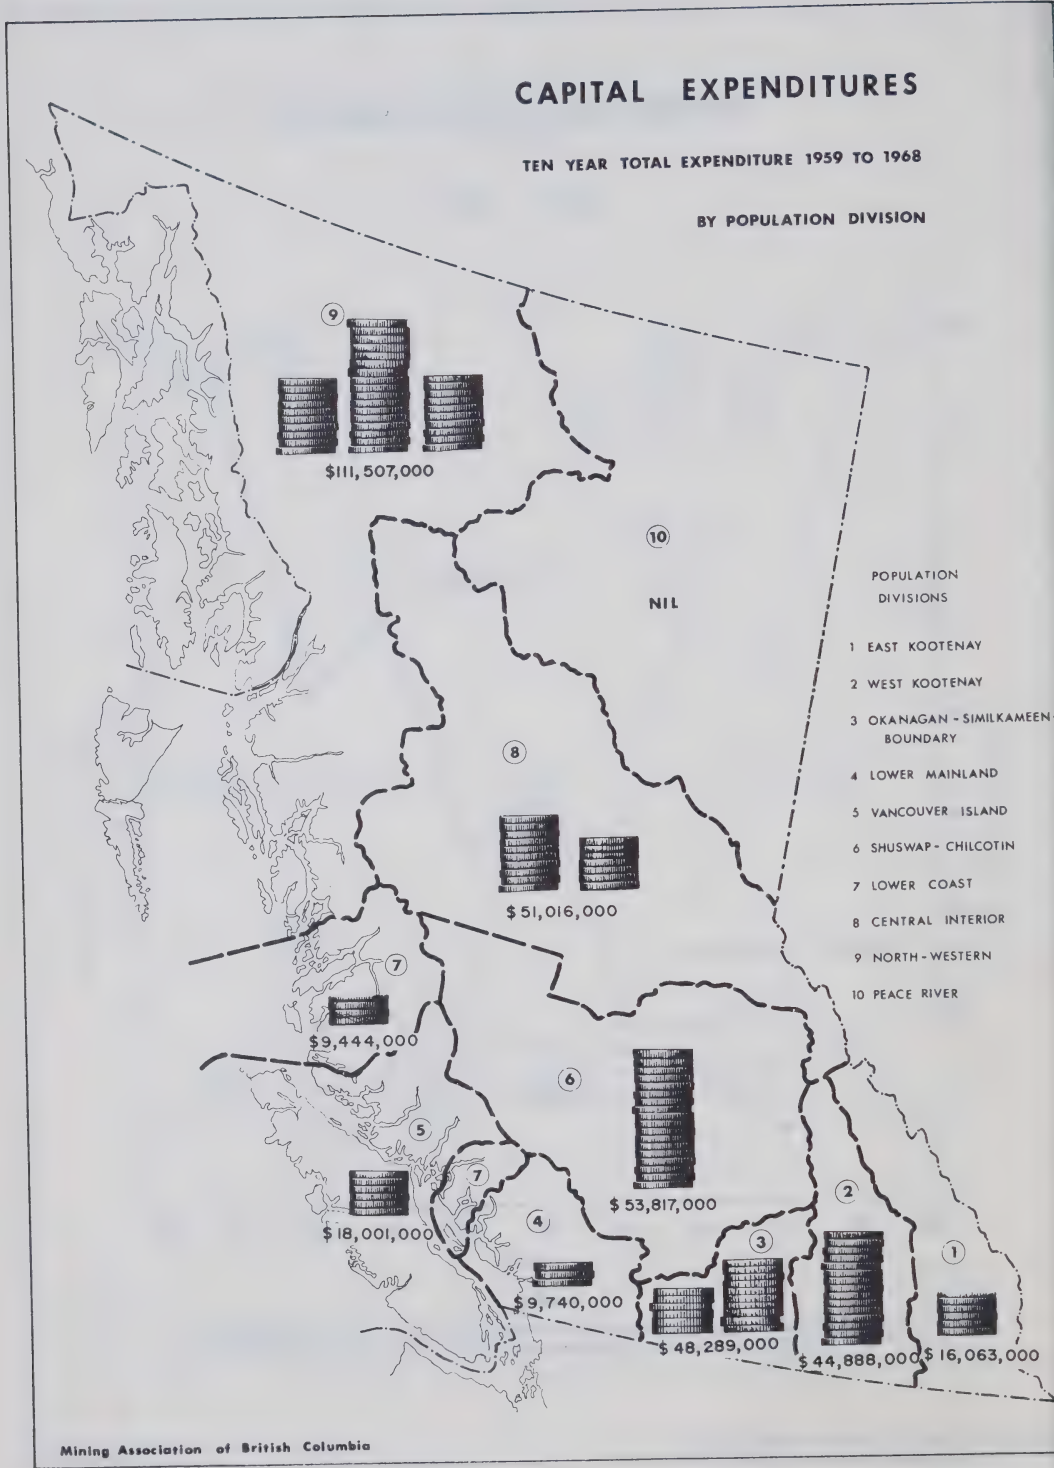 CAPITAL EXPENDITURES
TEN YEAR TOTAL EXPENDITURE 1959 TO 1968
BY POPULATION DIVISION
9
$111,507,000
10
NIL
POPULATION
DIVISIONS
1 EAST KOOTENAY
2 WEST KOOTENAY
3 OKANAGAN - SIMILKAMEEN-
BOUNDARY
4 LOWER MAINLAND
5 VANCOUVER ISLAND
6 SHUSWAP - CHILCOTIN
7 LOWER COAST
8 CENTRAL INTERIOR
9 NORTH - WESTERN
10 PEACE RIVER
8
$51,016,000
7
$9,444,000
6
$53,817,000
5
$18,001,000
7
4
$9,740,000
3
$48,289,000
2
$44,888,000
1
$16,063,000
Mining Association of British Columbia